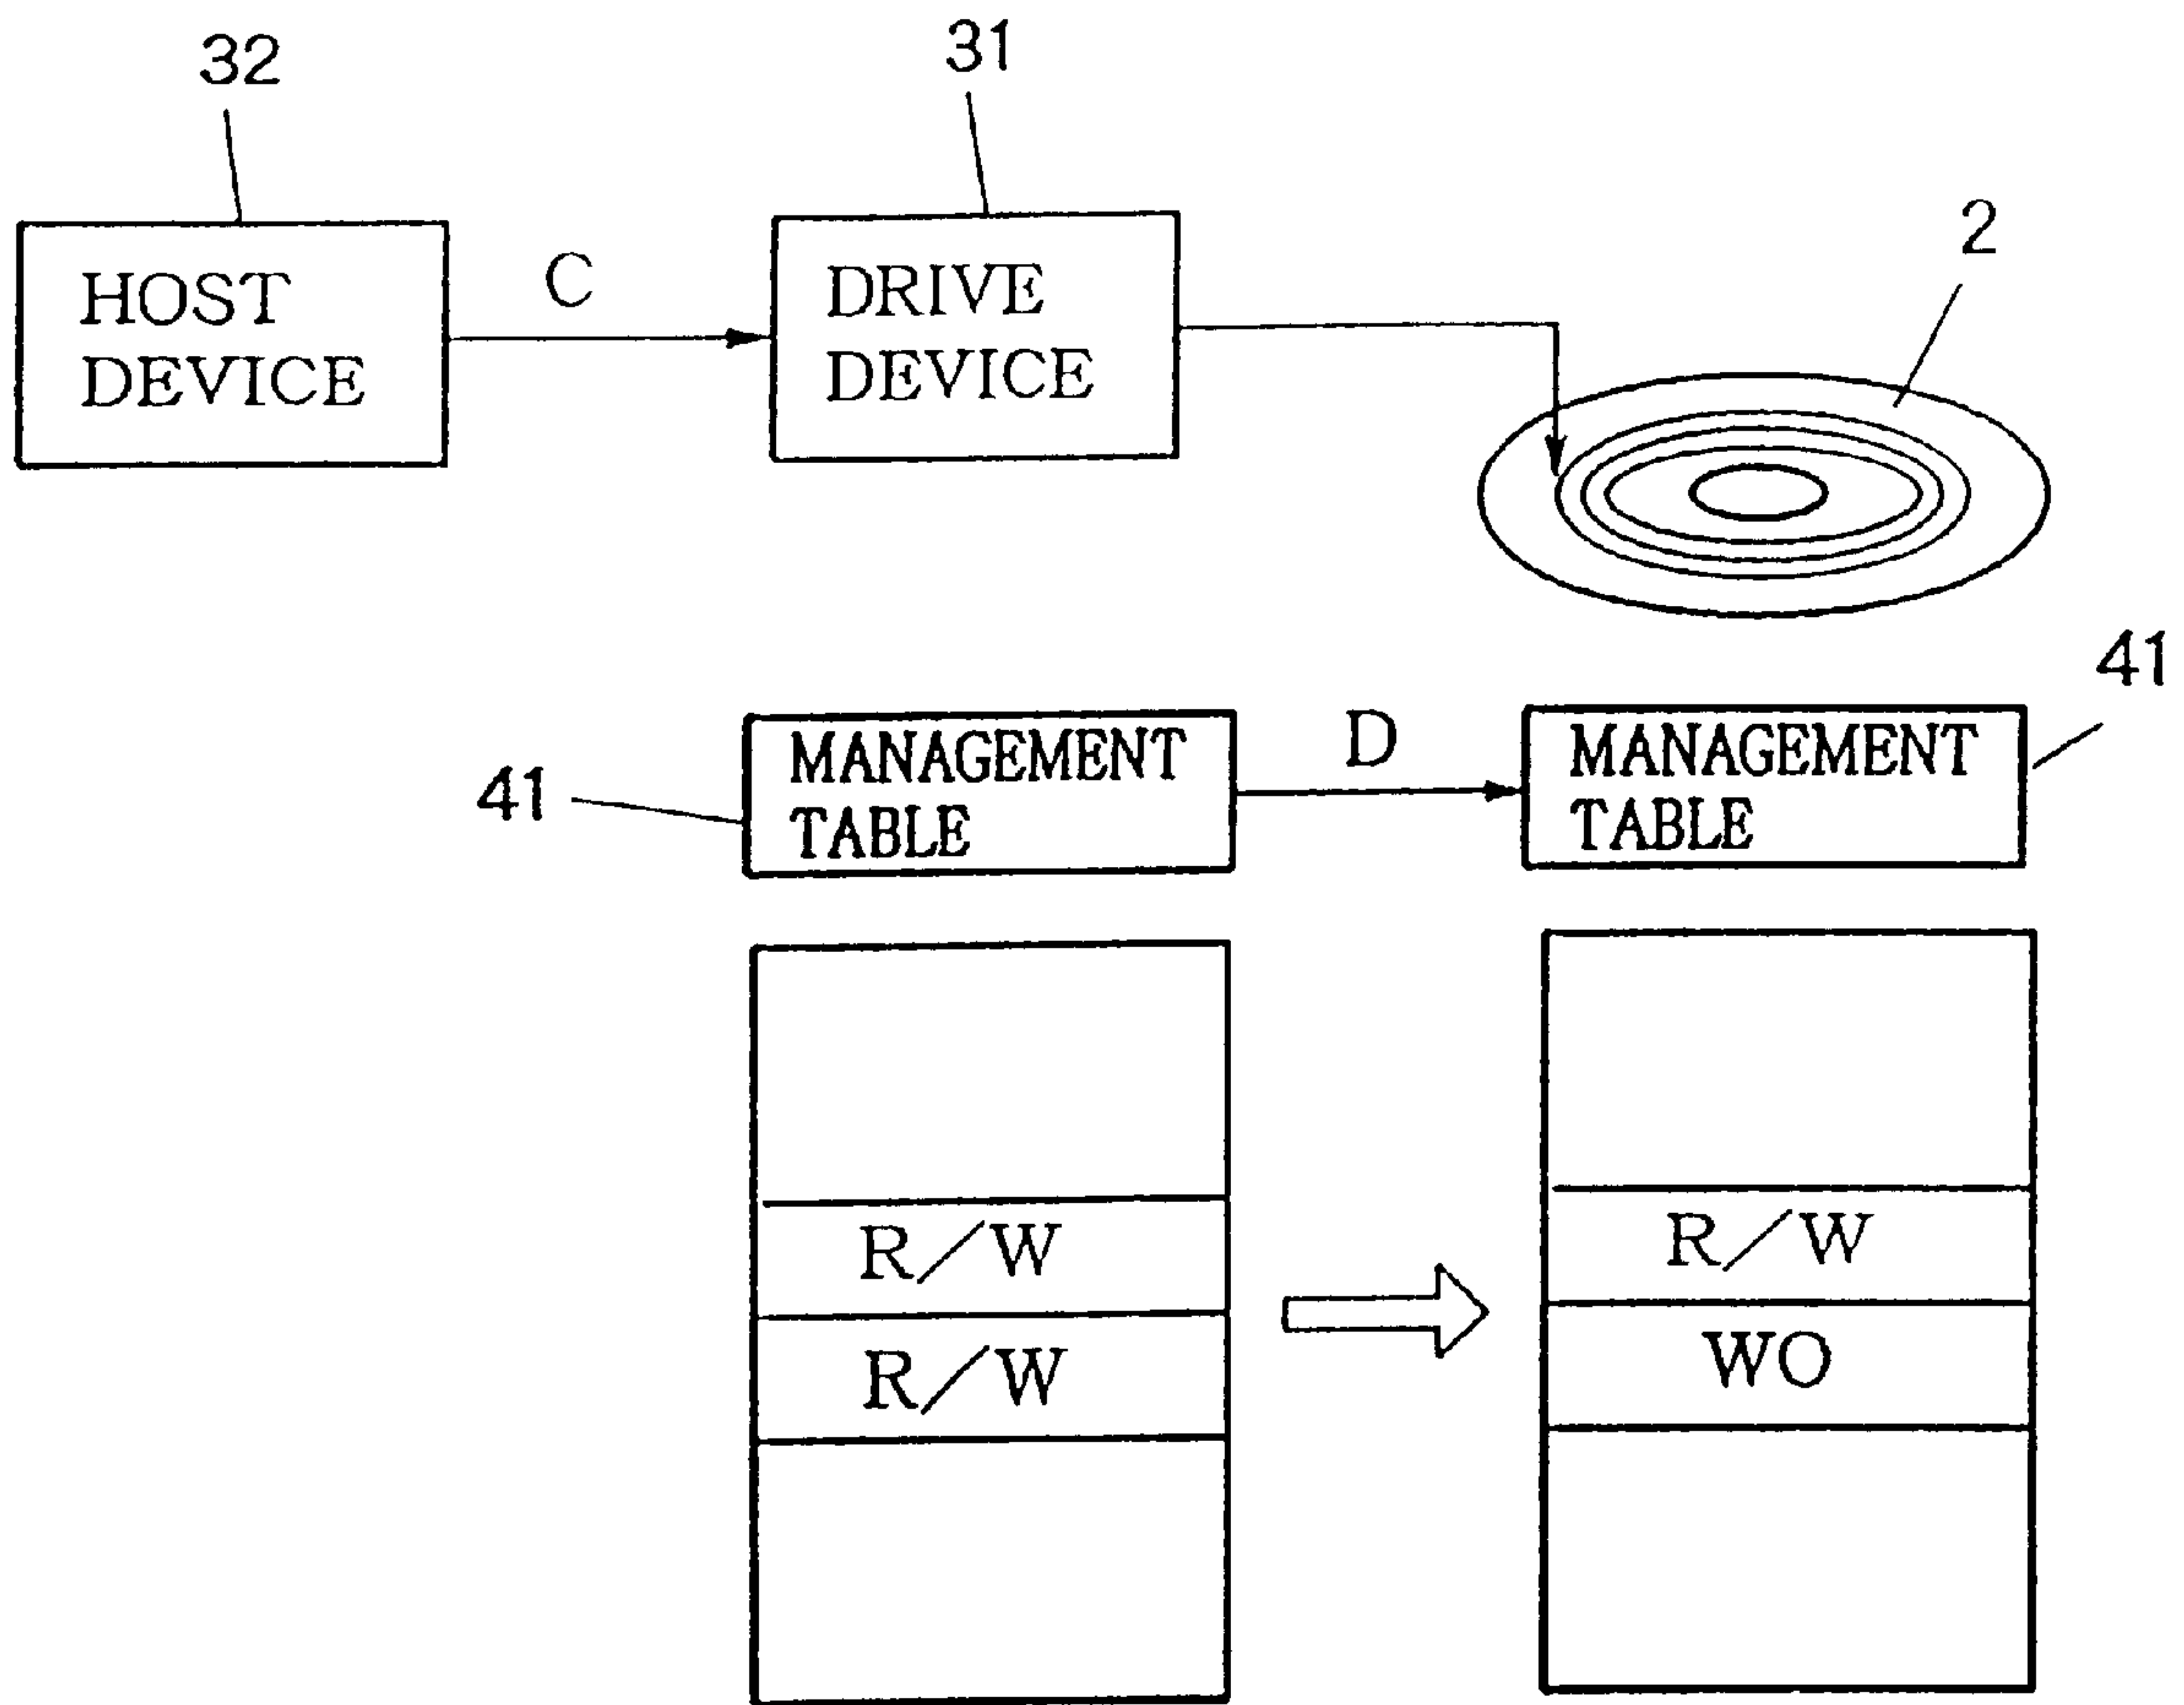 32
31
2
HOST
DEVICE
C
DRIVE
DEVICE
41
MANAGEMENT
TABLE
D
MANAGEMENT
TABLE
41
R/W
R/W
R/W
WO